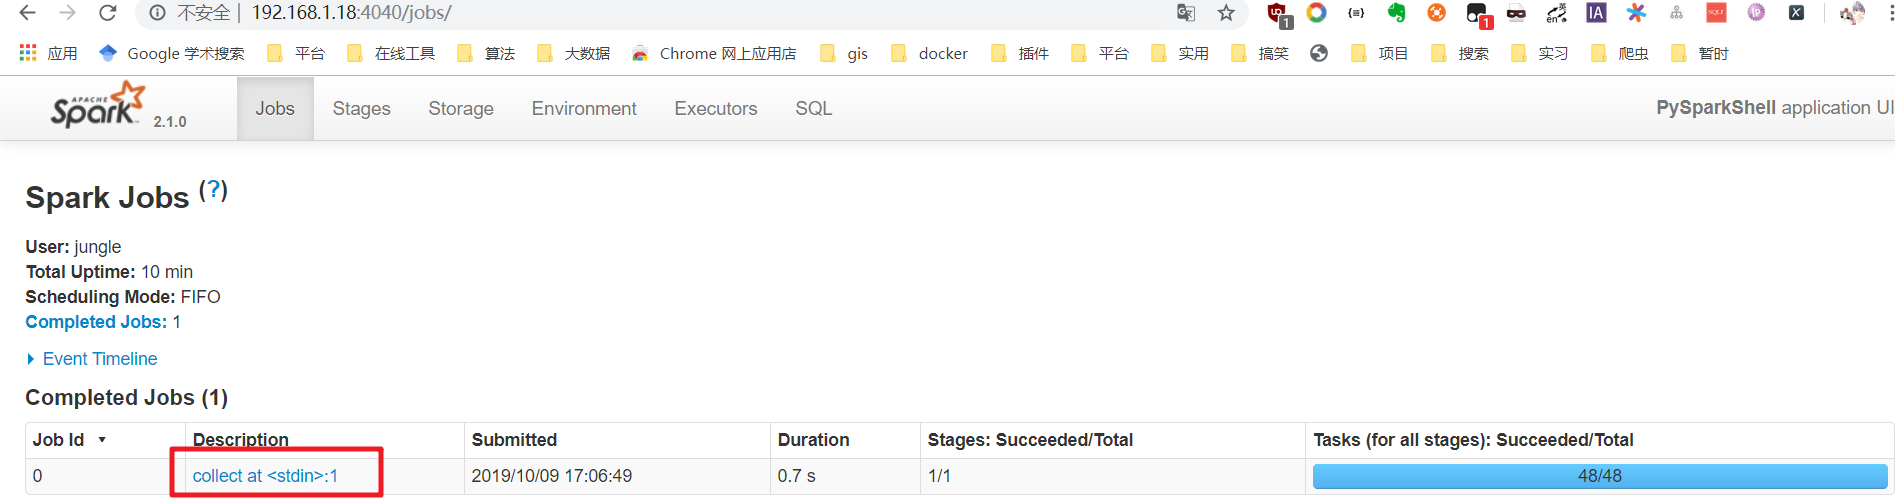 不安全 | 192.168.1.18:4040/jobs/
应用 Google 学术搜索 平台 在线工具 算法 大数据 Chrome 网上应用店 gis docker 插件 平台 实用 搞笑 项目 搜索 实习 爬虫 暂时
APACHE Spark 2.1.0 Jobs Stages Storage Environment Executors SQL PySparkShell application UI
Spark Jobs (?)
User: jungle
Total Uptime: 10 min
Scheduling Mode: FIFO
Completed Jobs: 1
Event Timeline
Completed Jobs (1)
Job Id Description Submitted Duration Stages: Succeeded/Total Tasks (for all stages): Succeeded/Total
0 collect at <stdin>:1 2019/10/09 17:06:49 0.7 s 1/1 48/48